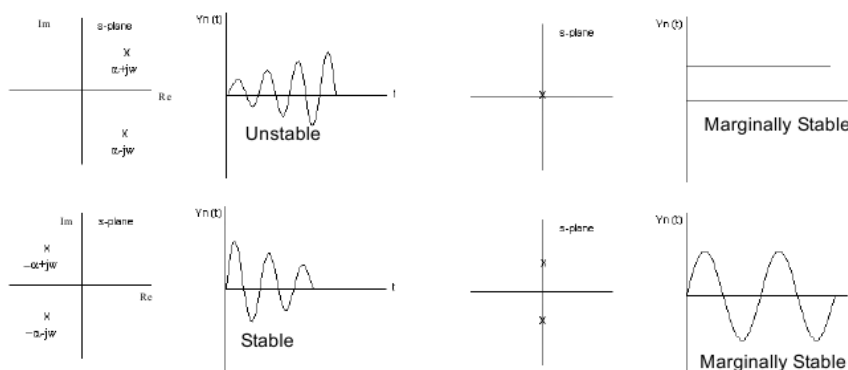 Im
s-plane
X
α+jw
Re
X
α-jw
Yn (t)
t
Unstable
s-plane
X
Yn (t)
Marginally Stable
Im
s-plane
X
–α+jw
Re
X
–α-jw
Yn (t)
t
Stable
s-plane
X
X
Yn (t)
Marginally Stable